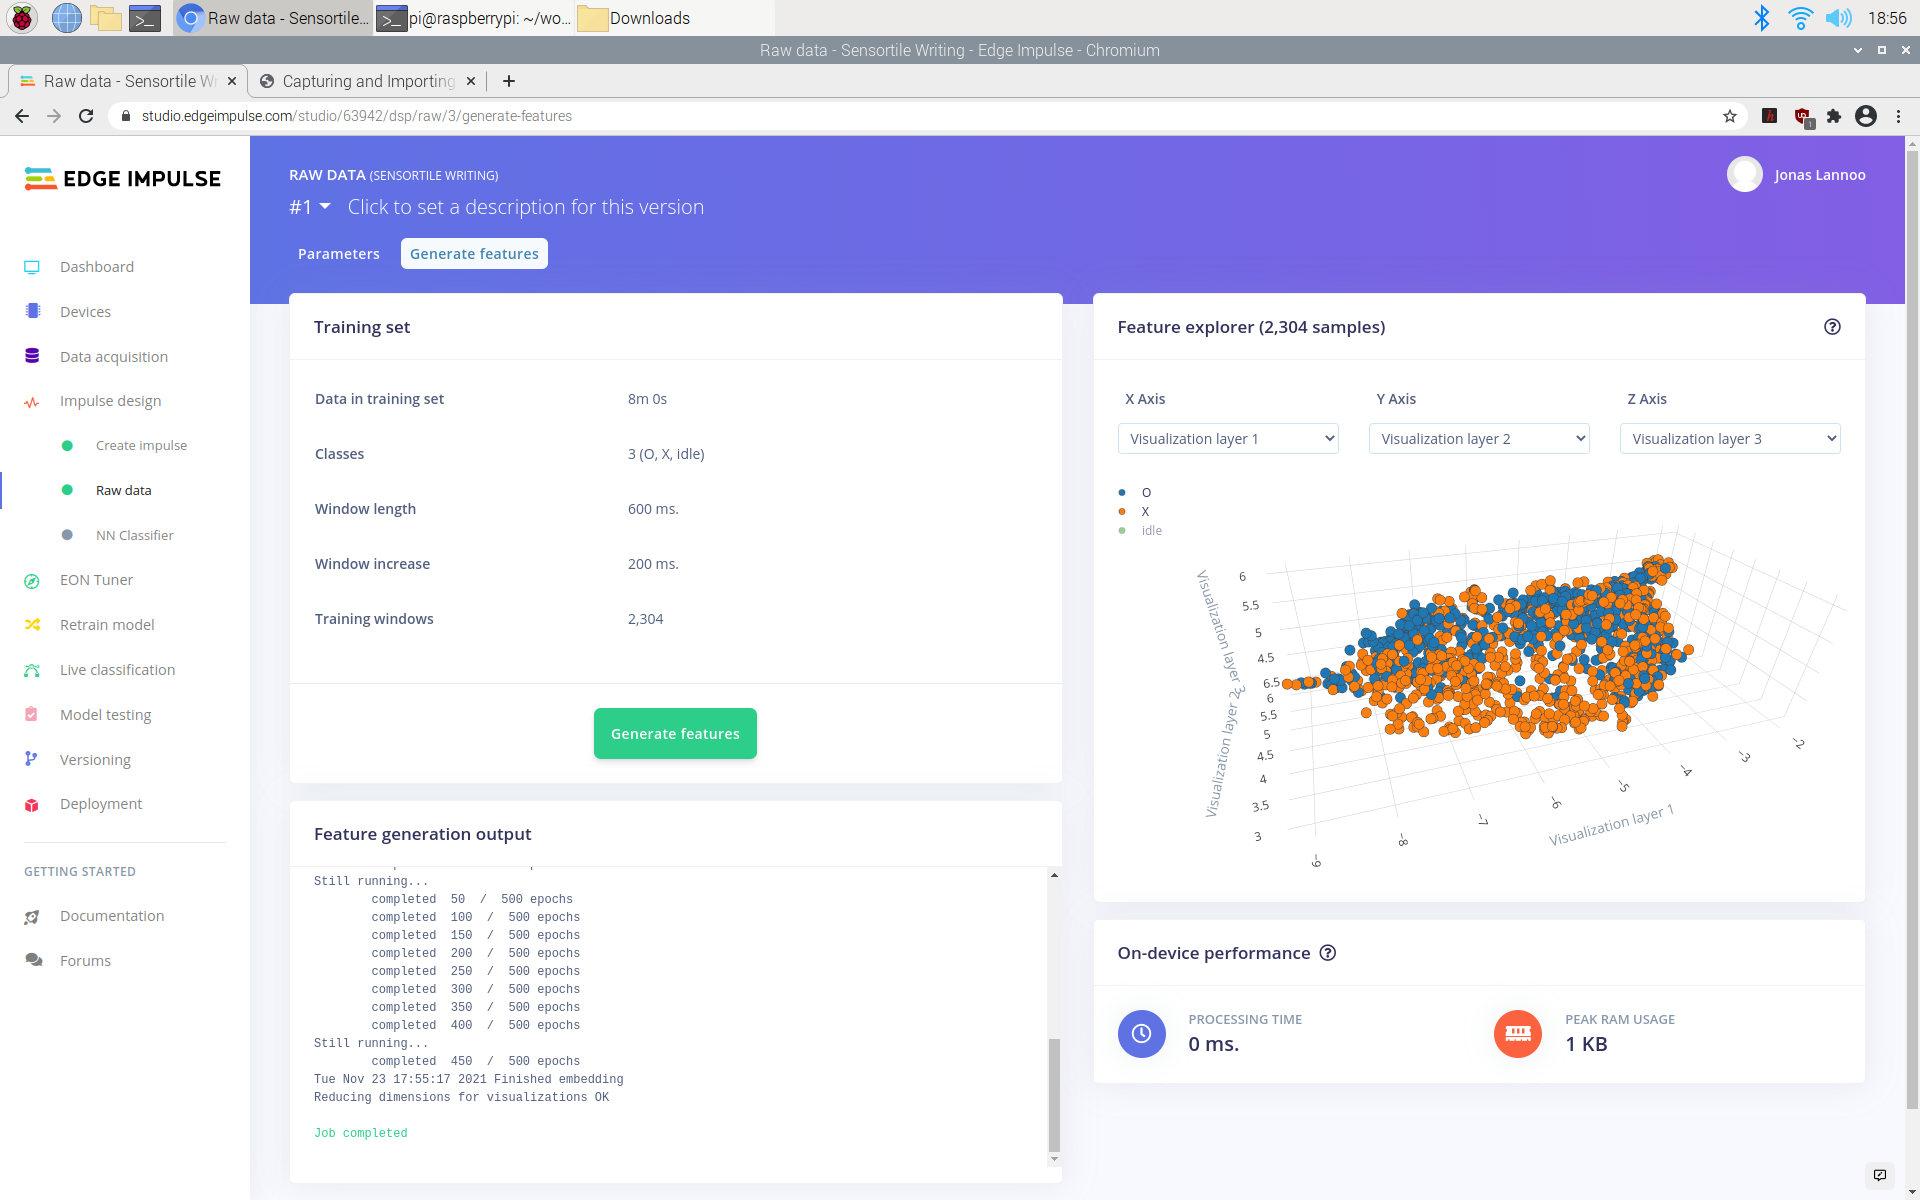 Raw data - Sensortile...
pi@raspberrypi: ~/wo...
Downloads
18:56
Raw data - Sensortile Writing - Edge Impulse - Chromium
Raw data - Sensortile Wr
Capturing and Importing
studio.edgeimpulse.com/studio/63942/dsp/raw/3/generate-features
1
EDGE IMPULSE
Dashboard
Devices
Data acquisition
Impulse design
Create impulse
Raw data
NN Classifier
EON Tuner
Retrain model
Live classification
Model testing
Versioning
Deployment
GETTING STARTED
Documentation
Forums
RAW DATA (SENSORTILE WRITING)
#1 Click to set a description for this version
Parameters
Generate features
Jonas Lannoo
Training set
Data in training set 8m 0s
Classes 3 (O, X, idle)
Window length 600 ms.
Window increase 200 ms.
Training windows 2,304
Generate features
Feature generation output
Still running...
completed 50 / 500 epochs
completed 100 / 500 epochs
completed 150 / 500 epochs
completed 200 / 500 epochs
completed 250 / 500 epochs
completed 300 / 500 epochs
completed 350 / 500 epochs
completed 400 / 500 epochs
Still running...
completed 450 / 500 epochs
Tue Nov 23 17:55:17 2021 Finished embedding
Reducing dimensions for visualizations OK
Job completed
Feature explorer (2,304 samples)
X Axis Y Axis Z Axis
Visualization layer 1 Visualization layer 2 Visualization layer 3
O
X
idle
Visualization layer 3
6
5.5
5
4.5
Visualization layer 2
6.5
6
5.5
5
4.5
4
3.5
3
−9
−8
−7
−6
−5
−4
−3
−2
Visualization layer 1
On-device performance
PROCESSING TIME
0 ms.
PEAK RAM USAGE
1 KB